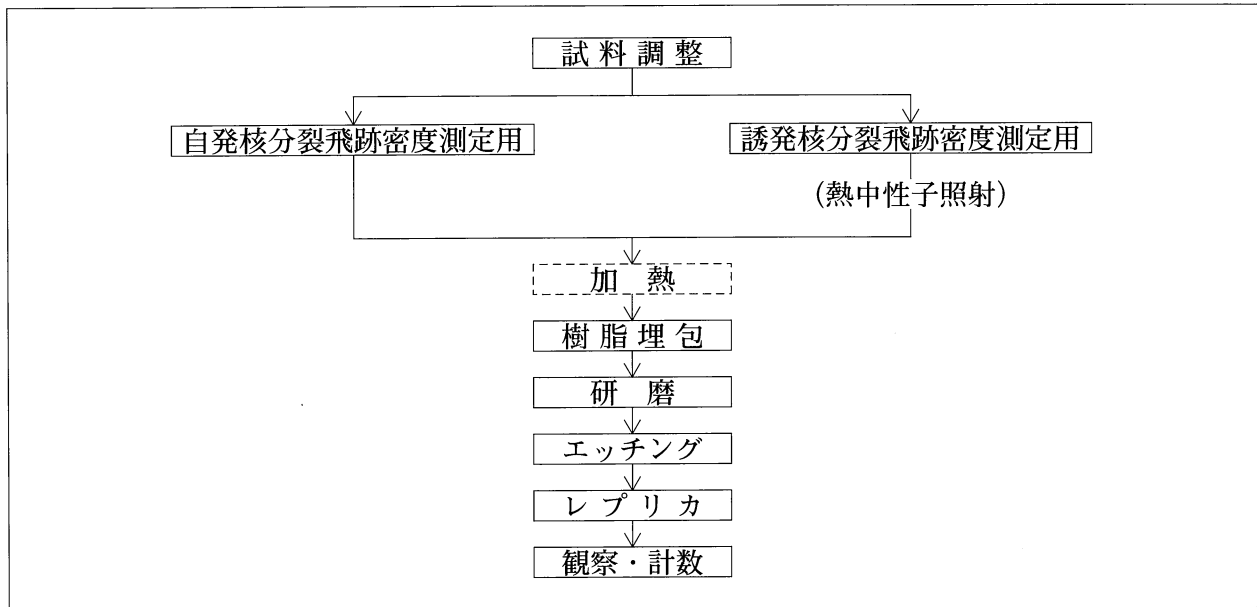 試料調整
自発核分裂飛跡密度測定用
誘発核分裂飛跡密度測定用
(熱中性子照射)
加熱
樹脂埋包
研磨
エッチング
レプリカ
観察・計数